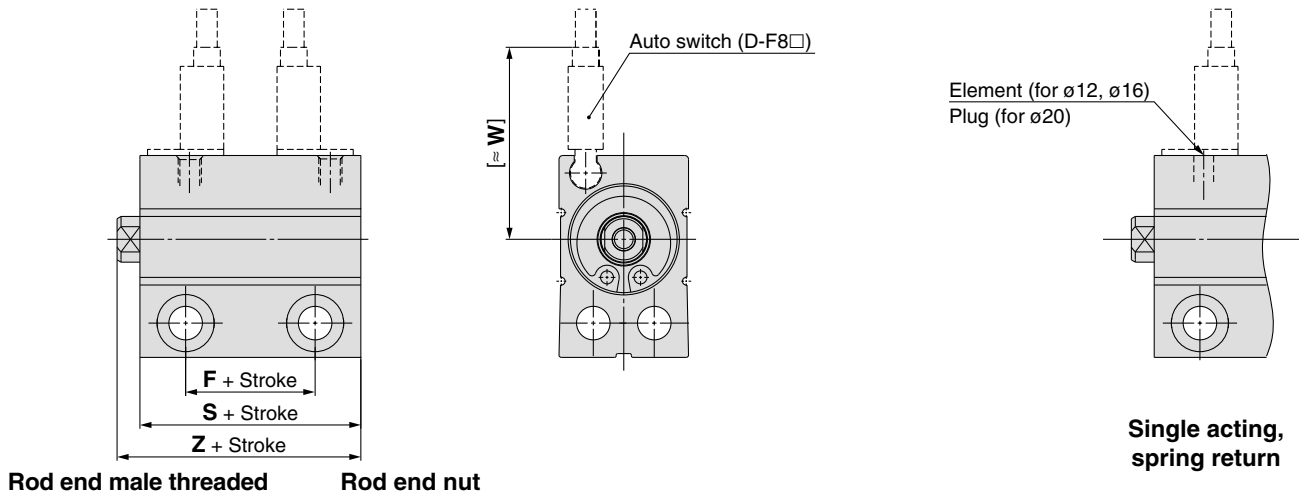 Auto switch (D-F8□)
[≈ W]
Element (for ø12, ø16)
Plug (for ø20)
F + Stroke
S + Stroke
Z + Stroke
Single acting,
spring return
Rod end male threaded
Rod end nut